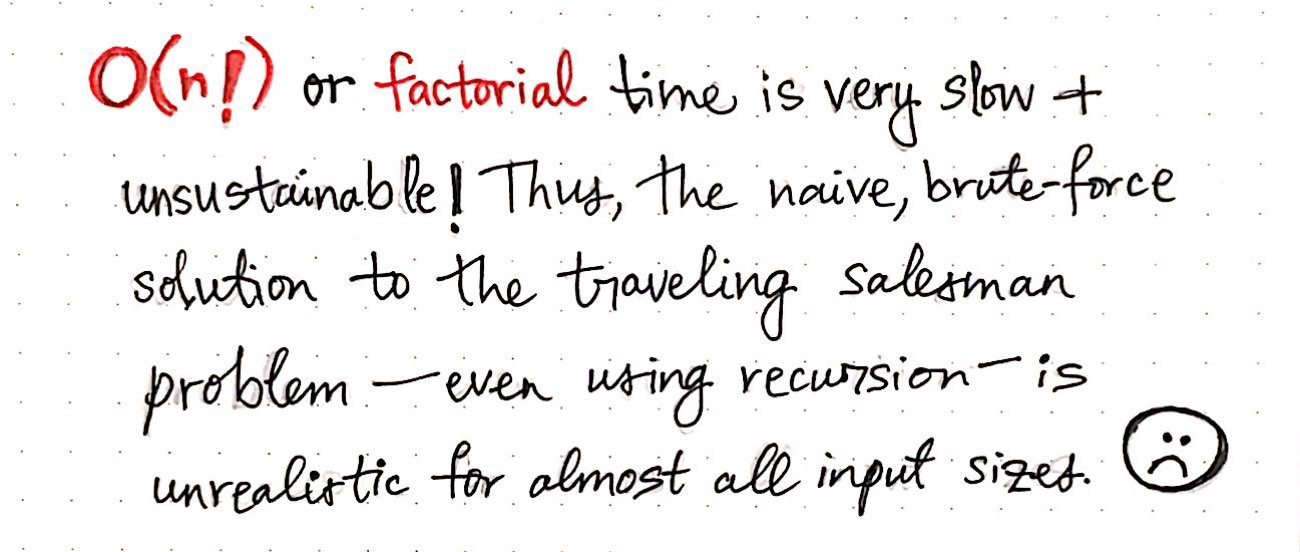 O(n!) or factorial time is very slow +
unsustainable! Thus, the naive, brute-force
solution to the traveling salesman
problem —even using recursion— is
unrealistic for almost all input sizes.